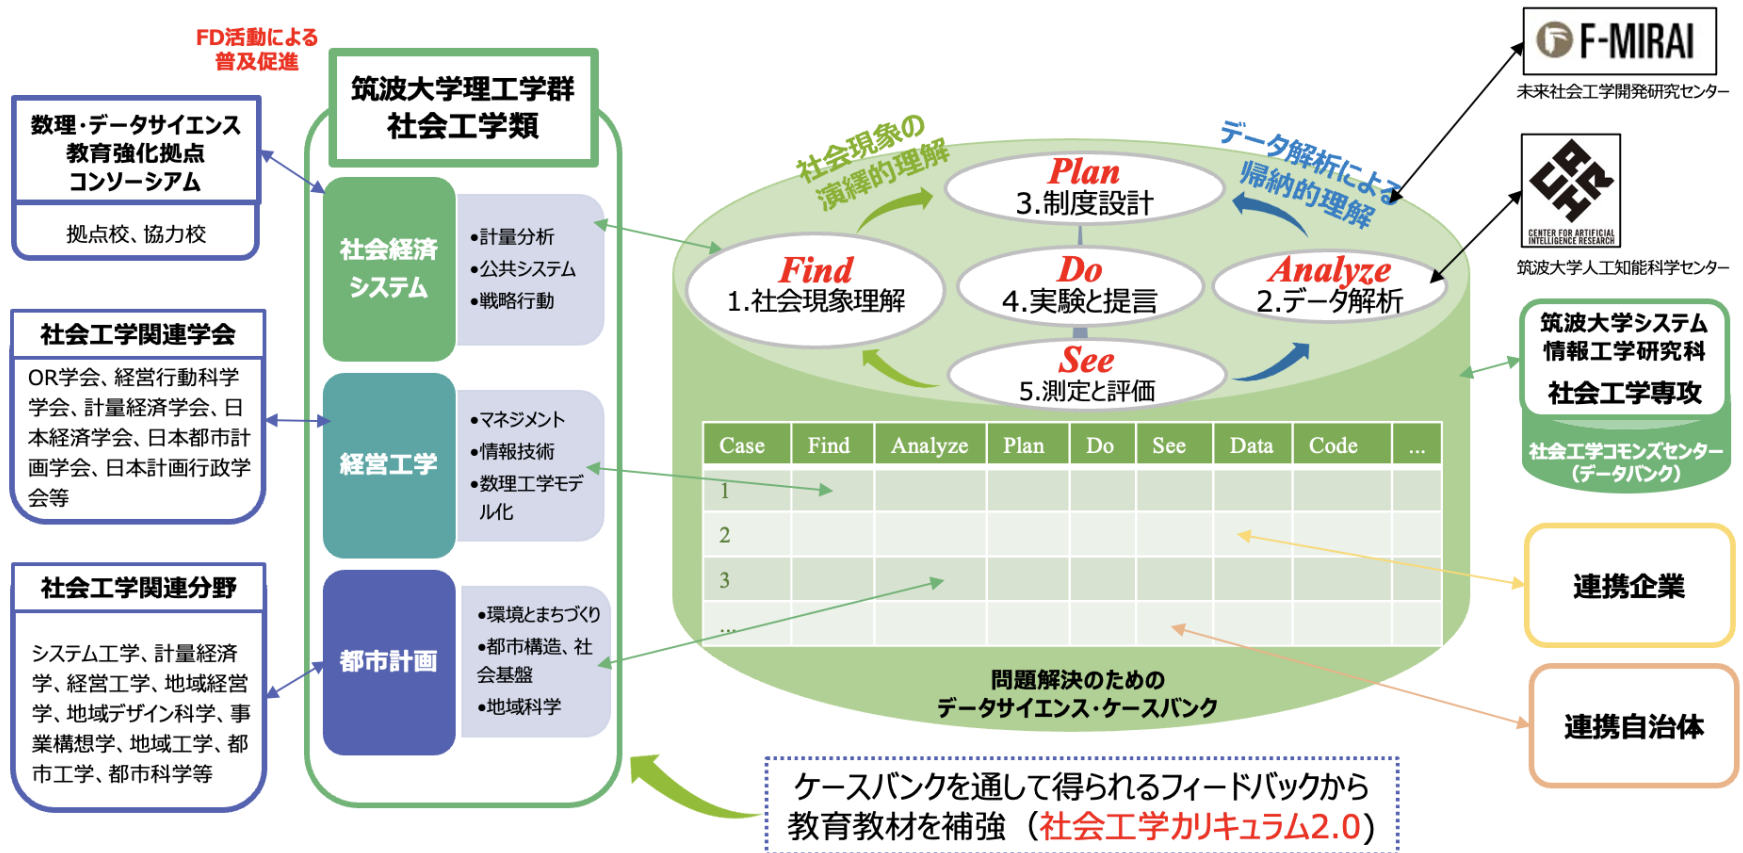 FD活動による
普及促進
数理・データサイエンス
教育強化拠点
コンソーシアム
拠点校、協力校
社会工学関連学会
OR学会、経営行動科学
学会、計量経済学会、日
本経済学会、日本都市計
画学会、日本計画行政学
会等
社会工学関連分野
システム工学、計量経済
学、経営工学、地域経営
学、地域デザイン科学、事
業構想学、地域工学、都
市工学、都市科学等
筑波大学理工学群
社会工学類
社会経済
システム
•計量分析
•公共システム
•戦略行動
経営工学
•マネジメント
•情報技術
•数理工学モデ
ル化
都市計画
•環境とまちづくり
•都市構造、社
会基盤
•地域科学
社会現象の
演繹的理解
データ解析による
帰納的理解
Plan
3.制度設計
Find
1.社会現象理解
Do
4.実験と提言
Analyze
2.データ解析
See
5.測定と評価
Case Find Analyze Plan Do See Data Code ...
1
2
3
...
問題解決のための
データサイエンス・ケースバンク
ケースバンクを通して得られるフィードバックから
教育教材を補強（社会工学カリキュラム2.0）
F-MIRAI
未来社会工学開発研究センター
CAIR
CENTER FOR ARTIFICIAL
INTELLIGENCE RESEARCH
筑波大学人工知能科学センター
筑波大学システム
情報工学研究科
社会工学専攻
社会工学コモンズセンター
（データバンク）
連携企業
連携自治体